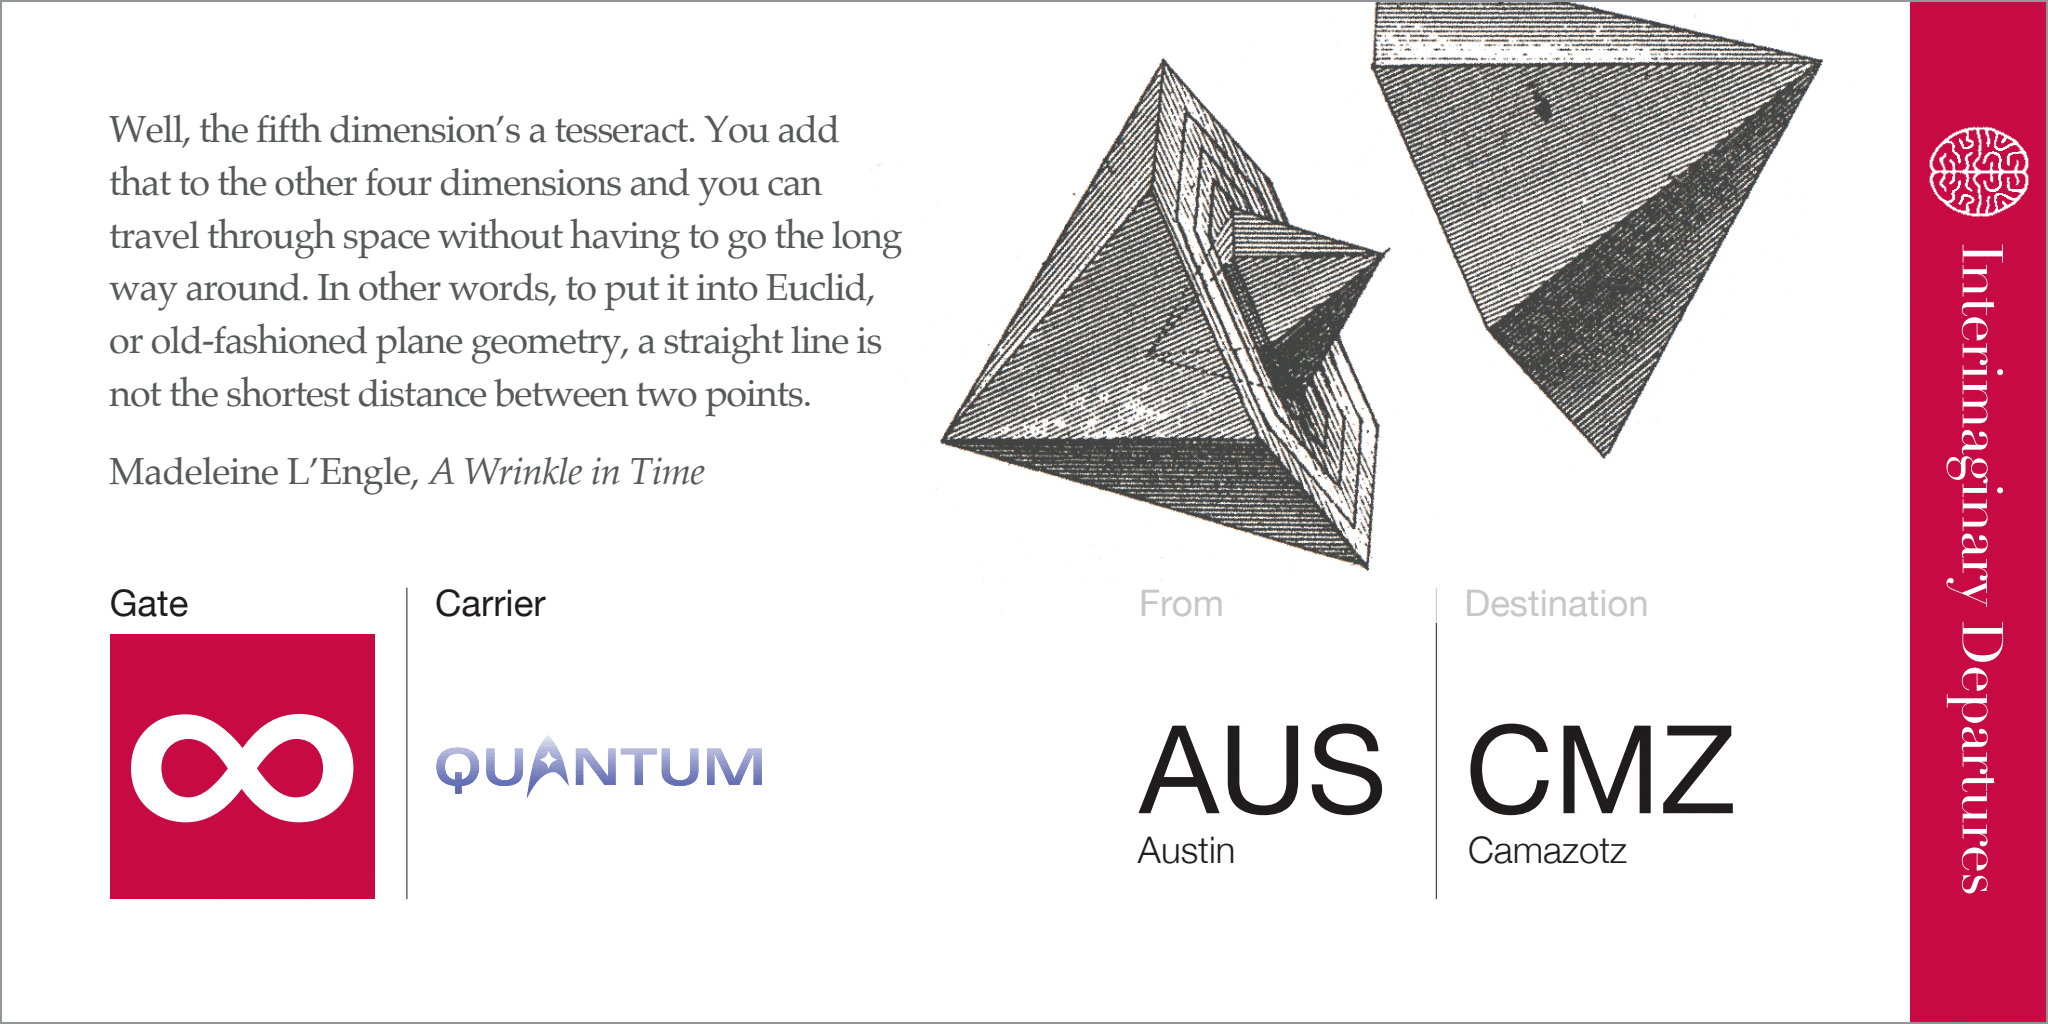 Well, the fifth dimension’s a tesseract. You add
that to the other four dimensions and you can
travel through space without having to go the long
way around. In other words, to put it into Euclid,
or old-fashioned plane geometry, a straight line is
not the shortest distance between two points.
Madeleine L’Engle, A Wrinkle in Time
Gate
∞
Carrier
QUANTUM
From
AUS
Austin
Destination
CMZ
Camazotz
Interimaginary Departures